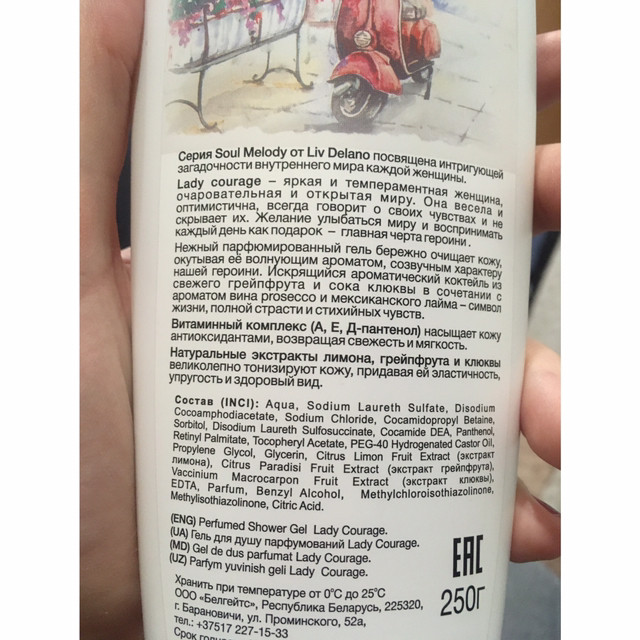 Серия Soul Melody от Liv Delano посвящена интригующей
загадочности внутреннего мира каждой женщины.
Lady courage – яркая и темпераментная женщина,
очаровательная и открытая миру. Она весела и
оптимистична, всегда говорит о своих чувствах и не
скрывает их. Желание улыбаться миру и воспринимать
каждый день как подарок – главная черта героини.
Нежный парфюмированный гель бережно очищает кожу,
окутывая её волнующим ароматом, созвучным характеру
нашей героини. Искрящийся ароматический коктейль из
свежего грейпфрута и сока клюквы в сочетании с
ароматом вина prosecco и мексиканского лайма – символ
жизни, полной страсти и стихийных чувств.
Витаминный комплекс (А, Е, Д-пантенол) насыщает кожу
антиоксидантами, возвращая свежесть и мягкость.
Натуральные экстракты лимона, грейпфрута и клюквы
великолепно тонизируют кожу, придавая ей эластичность,
упругость и здоровый вид.
Состав (INCI): Aqua, Sodium Laureth Sulfate, Disodium
Cocoamphodiacetate, Sodium Chloride, Cocamidopropyl Betaine,
Sorbitol, Disodium Laureth Sulfosuccinate, Cocamide DEA, Panthenol,
Retinyl Palmitate, Tocopheryl Acetate, PEG-40 Hydrogenated Castor Oil,
Propylene Glycol, Glycerin, Citrus Limon Fruit Extract (экстракт
лимона), Citrus Paradisi Fruit Extract (экстракт грейпфрута),
Vaccinium Macrocarpon Fruit Extract (экстракт клюквы),
EDTA, Parfum, Benzyl Alcohol, Methylchloroisothiazolinone,
Methylisothiazolinone, Citric Acid.
(ENG) Perfumed Shower Gel Lady Courage.
(UA) Гель для душу парфумований Lady Courage.
(MD) Gel de dus parfumat Lady Courage.
(UZ) Parfym yuvinish geli Lady Courage.
EAC
Хранить при температуре от 0°С до 25°С
ООО «Белгейтс», Республика Беларусь, 225320,
г. Барановичи, ул. Проминского, 52а,
тел.: +37517 227-15-33
250г
Срок